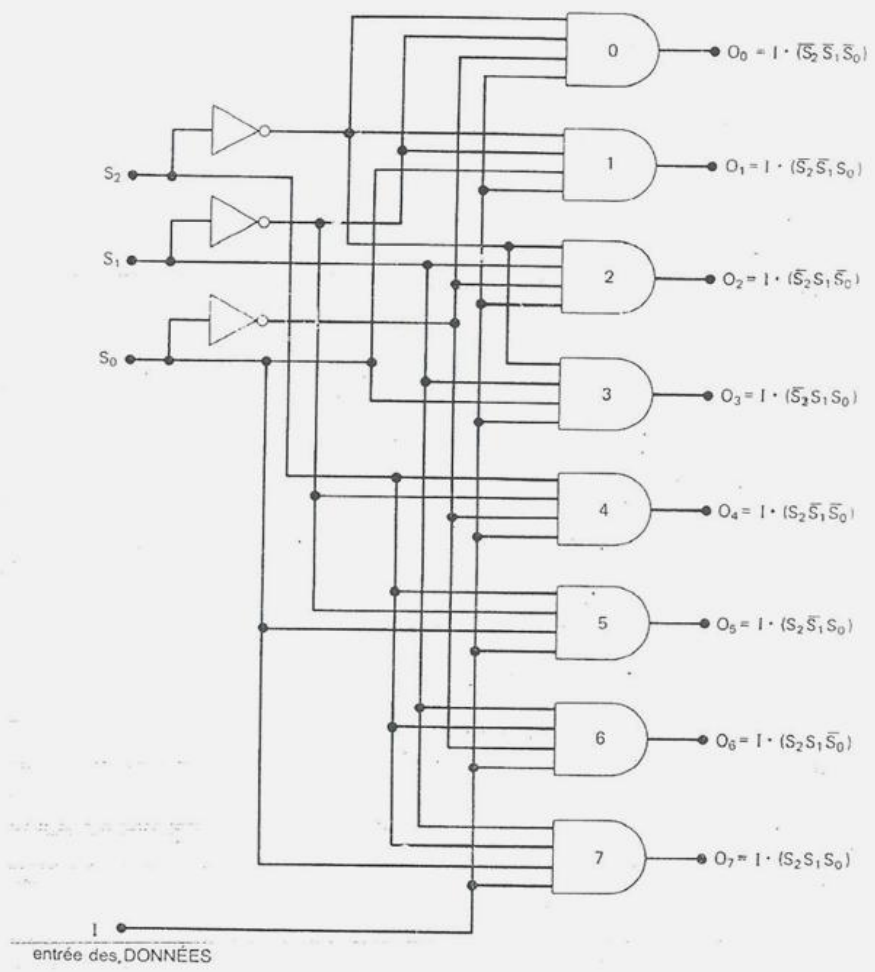 0
O₀ = I · (S̅₂ S̅₁ S̅₀)
S₂
1
O₁ = I · (S̅₂ S̅₁ S₀)
S₁
2
O₂ = I · (S̅₂ S₁ S̅₀)
S₀
3
O₃ = I · (S̅₂ S₁ S₀)
4
O₄ = I · (S₂ S̅₁ S̅₀)
5
O₅ = I · (S₂ S̅₁ S₀)
6
O₆ = I · (S₂ S₁ S̅₀)
7
O₇ = I · (S₂ S₁ S₀)
I
entrée des DONNÉES